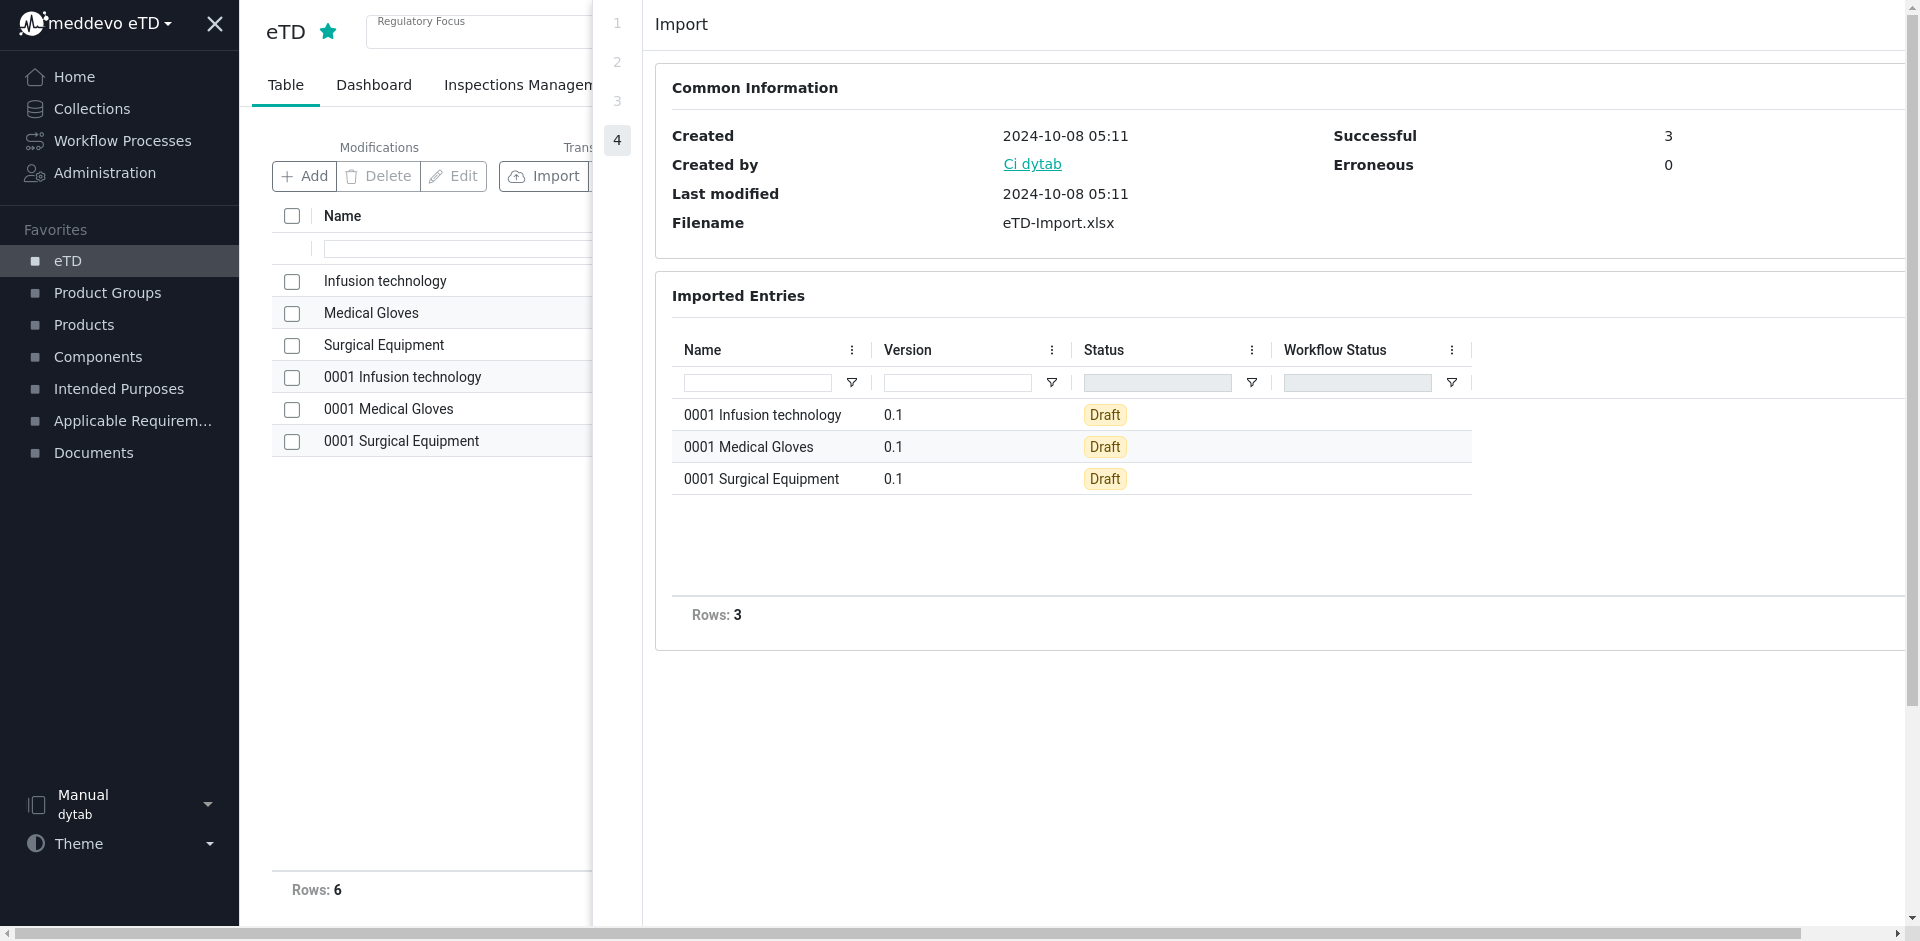 meddevo eTD
Home
Collections
Workflow Processes
Administration
Favorites
eTD
Product Groups
Products
Components
Intended Purposes
Applicable Requirem...
Documents
Manual
dytab
Theme
eTD
Regulatory Focus
Table Dashboard Inspections Managem
Modifications Trans
Add Delete Edit Import
Name
Infusion technology
Medical Gloves
Surgical Equipment
0001 Infusion technology
0001 Medical Gloves
0001 Surgical Equipment
Rows: 6
1
2
3
4
Import
Common Information
Created 2024-10-08 05:11 Successful 3
Created by Ci dytab Erroneous 0
Last modified 2024-10-08 05:11
Filename eTD-Import.xlsx
Imported Entries
Name Version Status Workflow Status
0001 Infusion technology 0.1 Draft
0001 Medical Gloves 0.1 Draft
0001 Surgical Equipment 0.1 Draft
Rows: 3